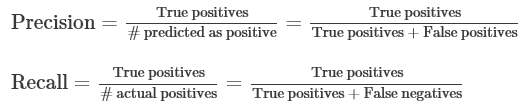 Precision = True positives / # predicted as positive = True positives / True positives + False positives
Recall = True positives / # actual positives = True positives / True positives + False negatives